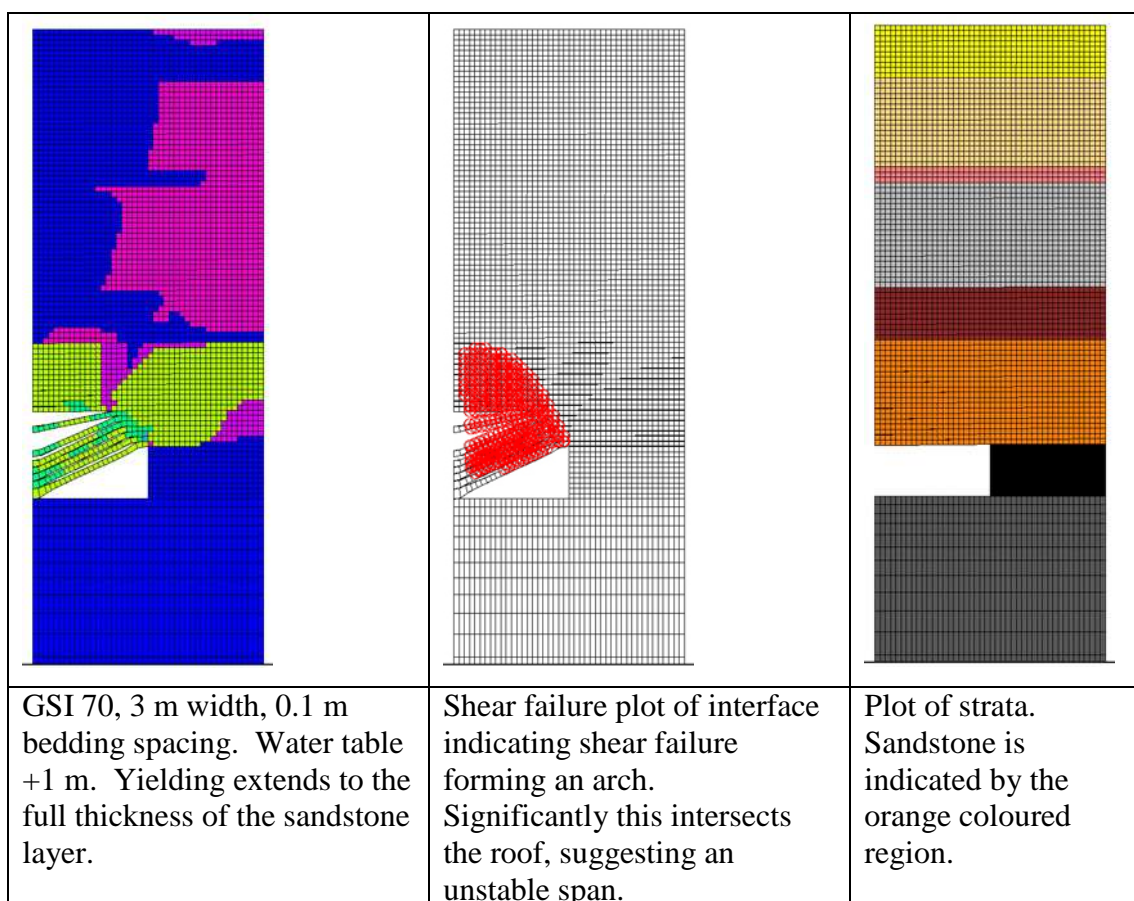 GSI 70, 3 m width, 0.1 m
bedding spacing.  Water table
+1 m.  Yielding extends to the
full thickness of the sandstone
layer.
Shear failure plot of interface
indicating shear failure
forming an arch.
Significantly this intersects
the roof, suggesting an
unstable span.
Plot of strata.
Sandstone is
indicated by the
orange coloured
region.